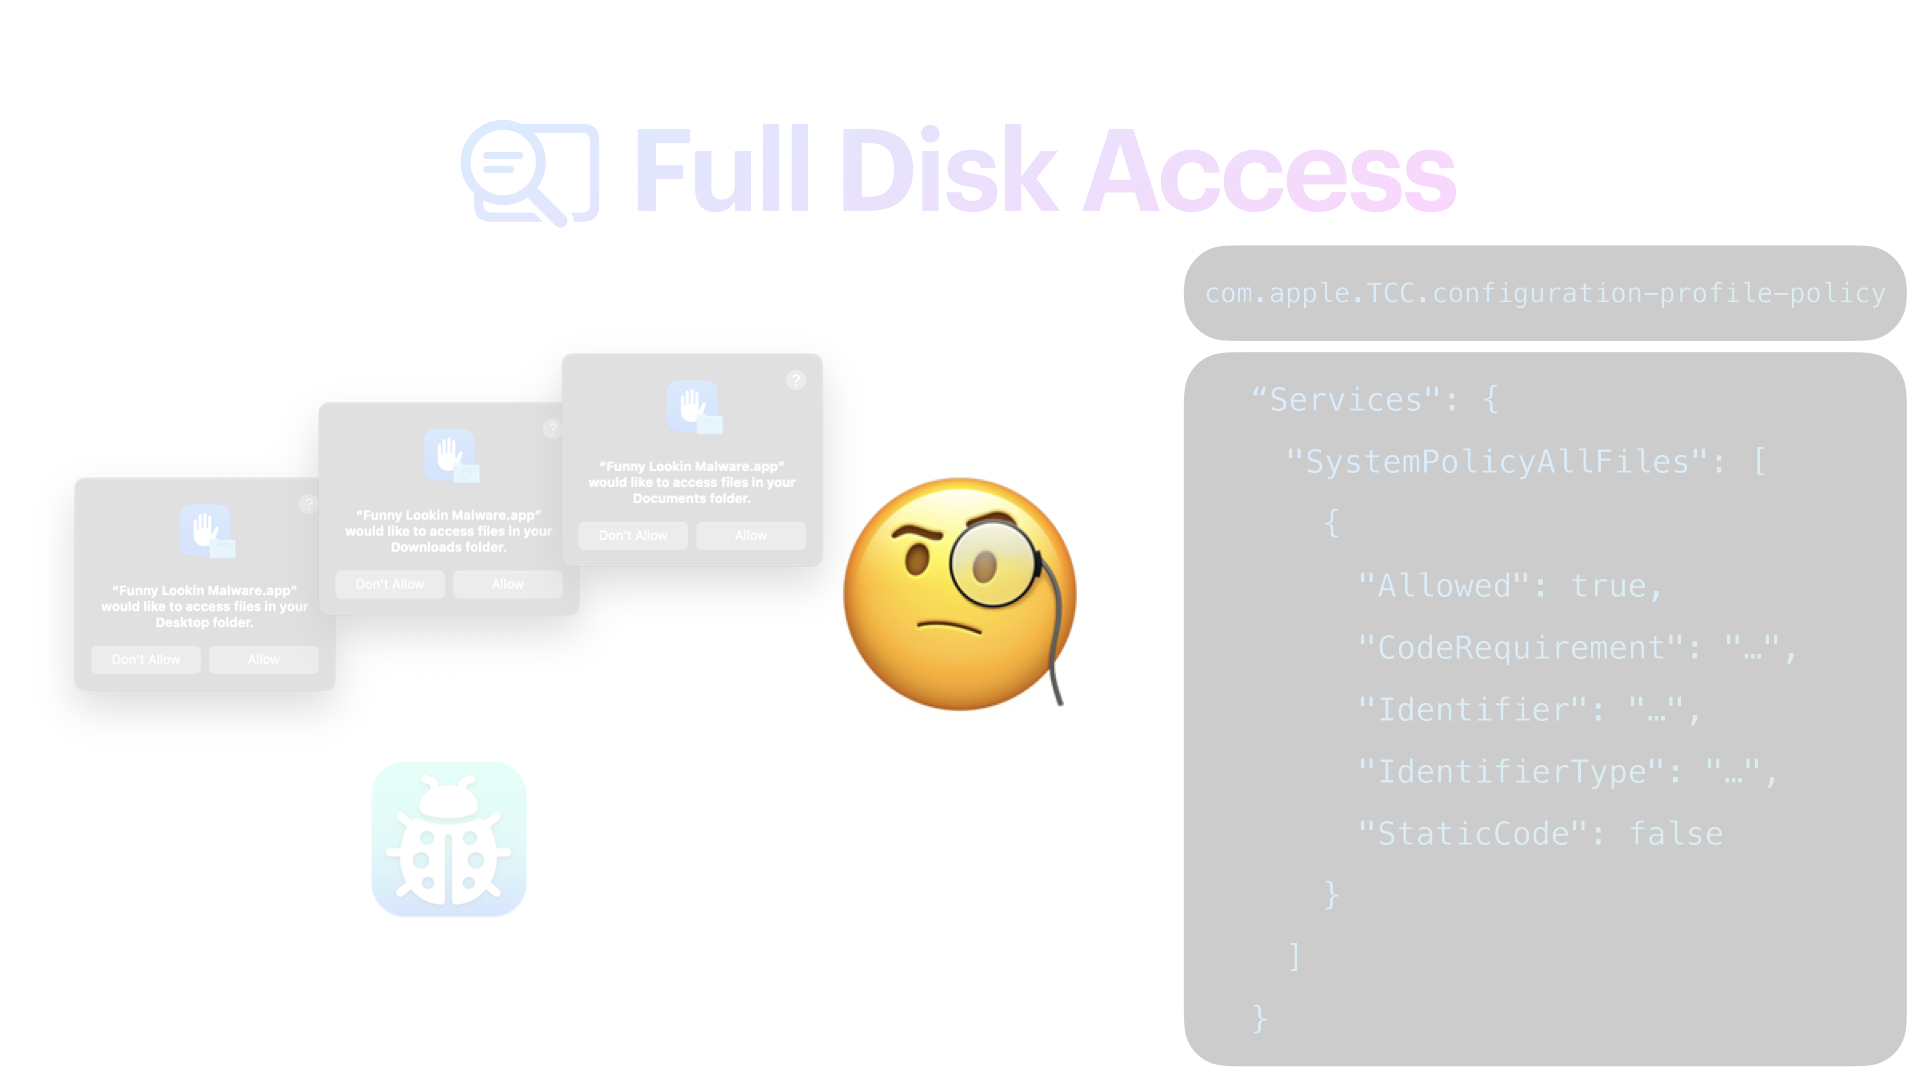 Full Disk Access
?
“Funny Lookin Malware.app”
would like to access files in your
Desktop folder.
Don't Allow
Allow
?
“Funny Lookin Malware.app”
would like to access files in your
Downloads folder.
Don't Allow
Allow
?
“Funny Lookin Malware.app”
would like to access files in your
Documents folder.
Don't Allow
Allow
com.apple.TCC.configuration-profile-policy
“Services": {
"SystemPolicyAllFiles": [
{
"Allowed": true,
"CodeRequirement": "…",
"Identifier": "…",
"IdentifierType": "…",
"StaticCode": false
}
]
}